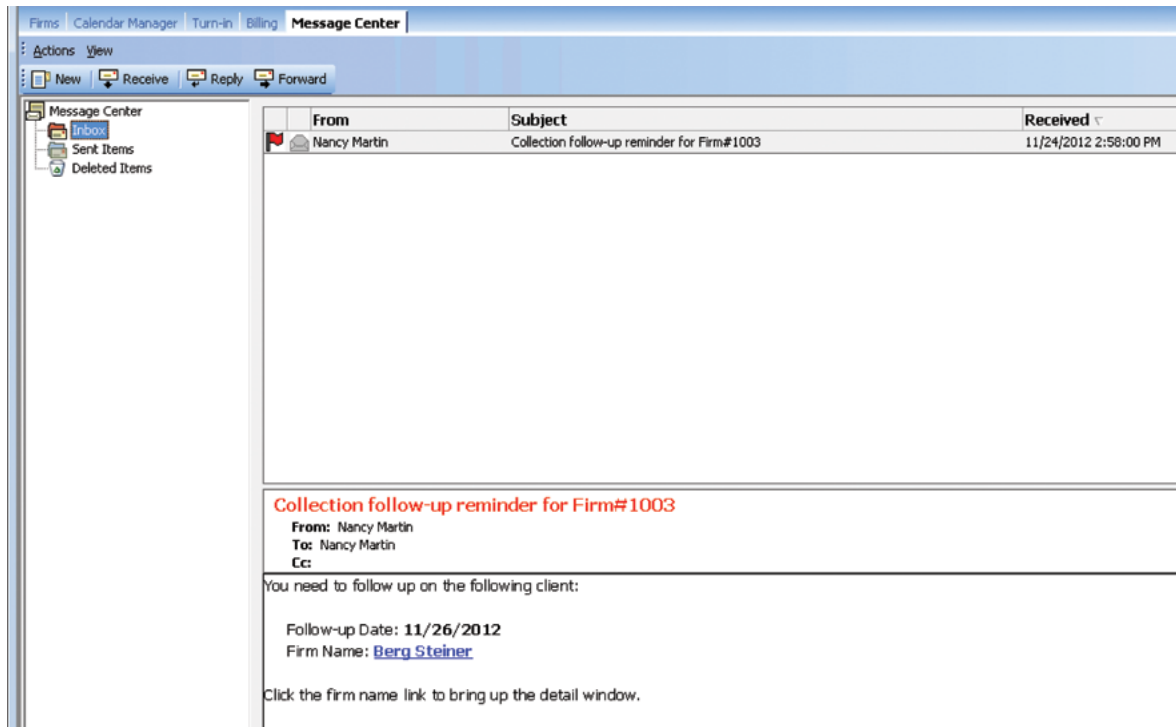 Firms Calendar Manager Turn-in Billing Message Center
Actions View
New Receive Reply Forward
Message Center
Inbox
Sent Items
Deleted Items
From Subject Received
Nancy Martin Collection follow-up reminder for Firm#1003 11/24/2012 2:58:00 PM
Collection follow-up reminder for Firm#1003
From: Nancy Martin
To: Nancy Martin
Cc:
You need to follow up on the following client:
Follow-up Date: 11/26/2012
Firm Name: Berg Steiner
Click the firm name link to bring up the detail window.